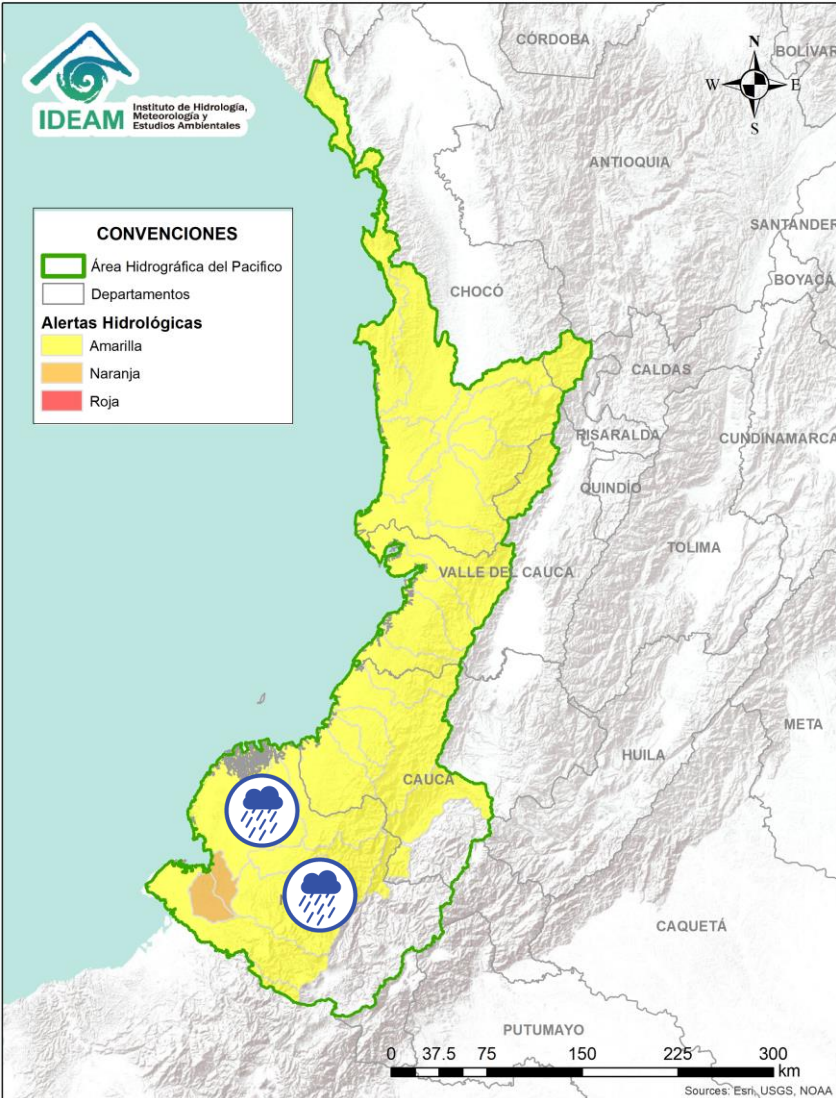 IDEAM
Instituto de Hidrología,
Meteorología y
Estudios Ambientales
CONVENCIONES
Área Hidrográfica del Pacifico
Departamentos
Alertas Hidrológicas
Amarilla
Naranja
Roja
N
W
E
S
CÓRDOBA
BOLÍVAR
ANTIOQUIA
SANTANDER
BOYACÁ
CHOCÓ
CALDAS
RISARALDA
CUNDINAMARCA
QUINDÍO
TOLIMA
VALLE DEL CAUCA
META
HUILA
CAUCA
CAQUETÁ
PUTUMAYO
0 37.5 75 150 225 300
km
Sources: Esri, USGS, NOAA